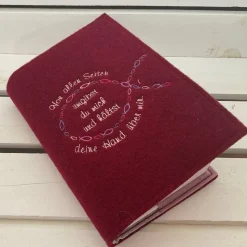 Von allen Seiten
umgibst
du mich
und hältst
deine Hand über mir.